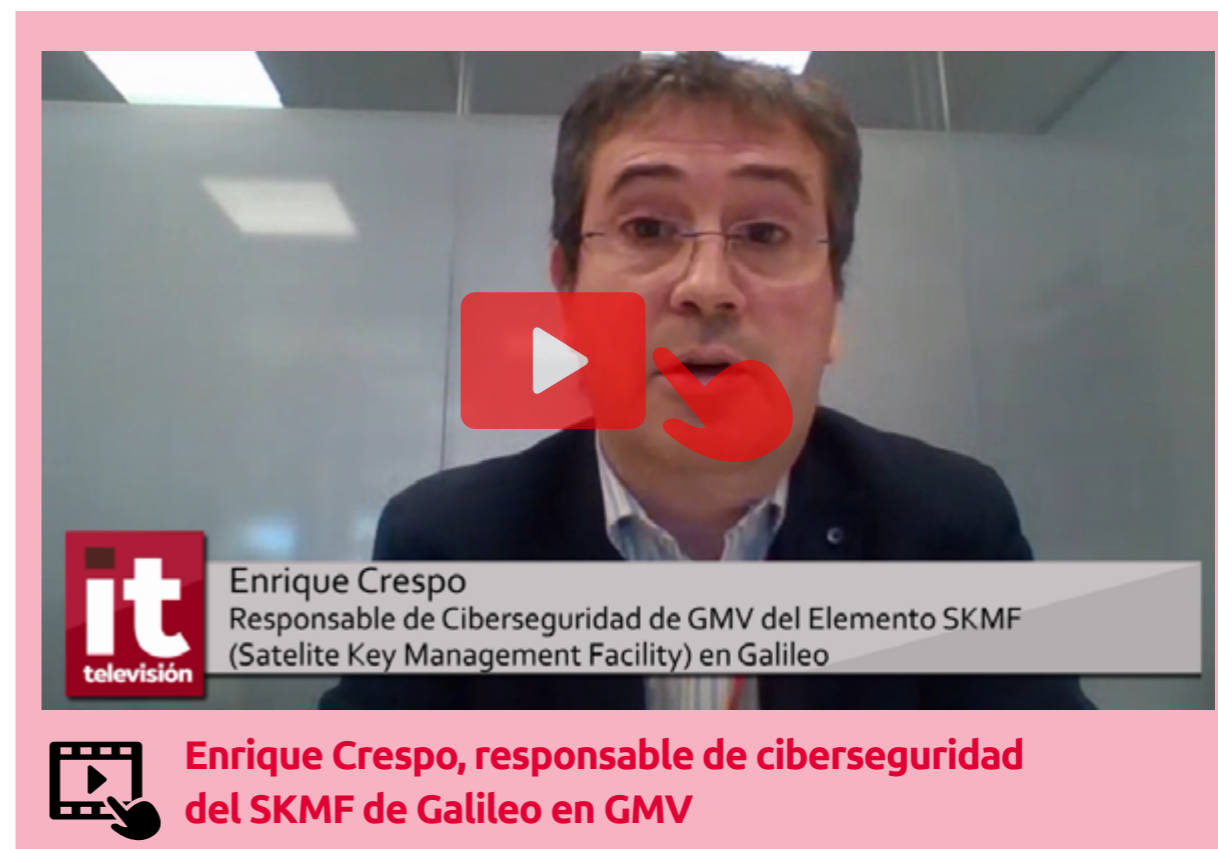 it
televisión
Enrique Crespo
Responsable de Ciberseguridad de GMV del Elemento SKMF
(Satelite Key Management Facility) en Galileo
Enrique Crespo, responsable de ciberseguridad
del SKMF de Galileo en GMV